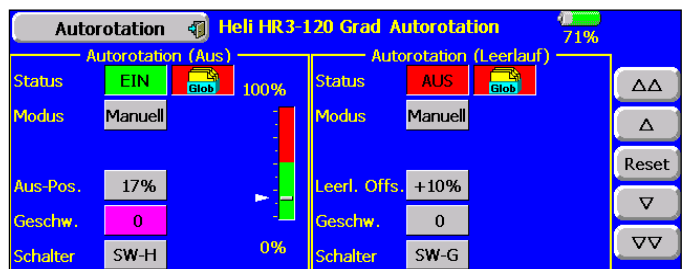 Autorotation Heli HR3-120 Grad Autorotation 71%
Autorotation (Aus)
Status EIN Glob 100%
Modus Manuell
Aus-Pos. 17%
Geschw. 0
Schalter SW-H 0%
Autorotation (Leerlauf)
Status AUS Glob
Modus Manuell
Leerl. Offs. +10%
Geschw. 0
Schalter SW-G
Reset